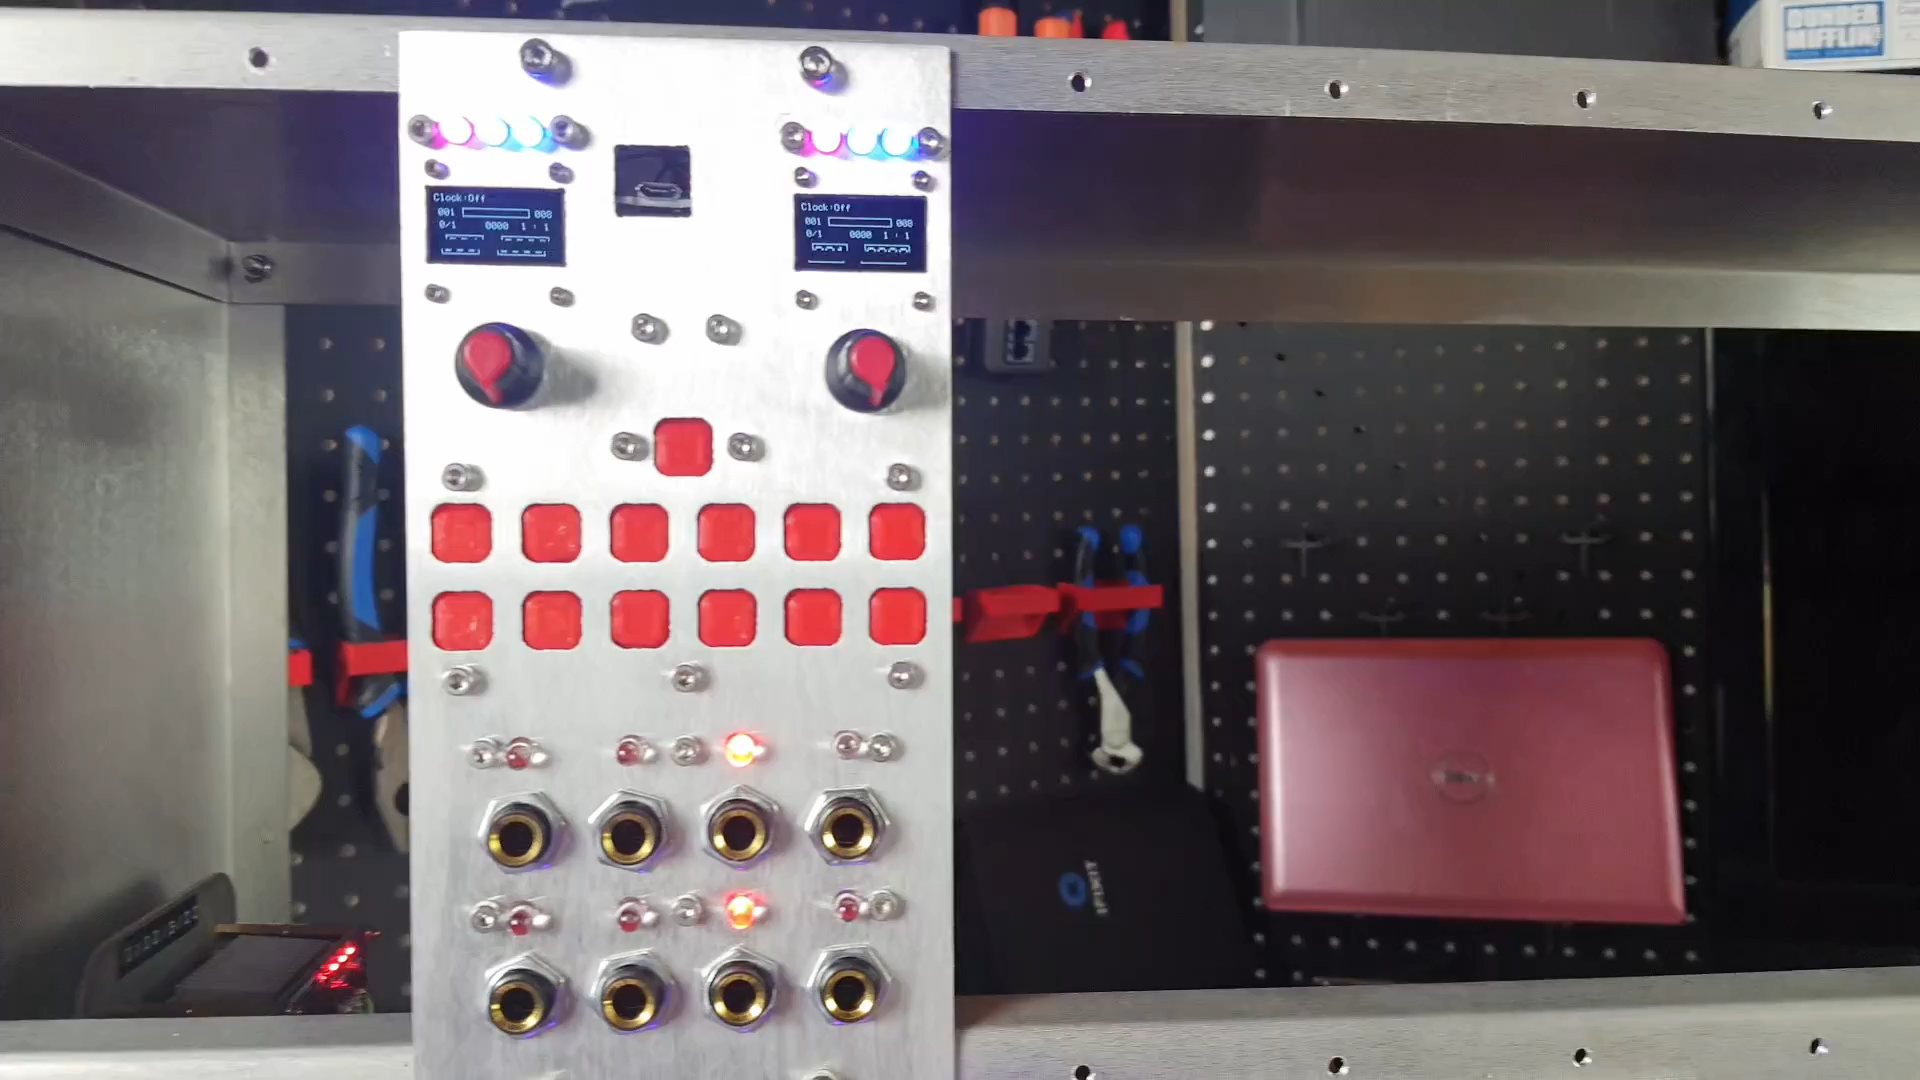 DUNDER
MIFFLIN
Clock:Off
001 008
0/1 0000 1 : 1
Clock:Off
001 008
0/1 0000 1 : 1
DELL